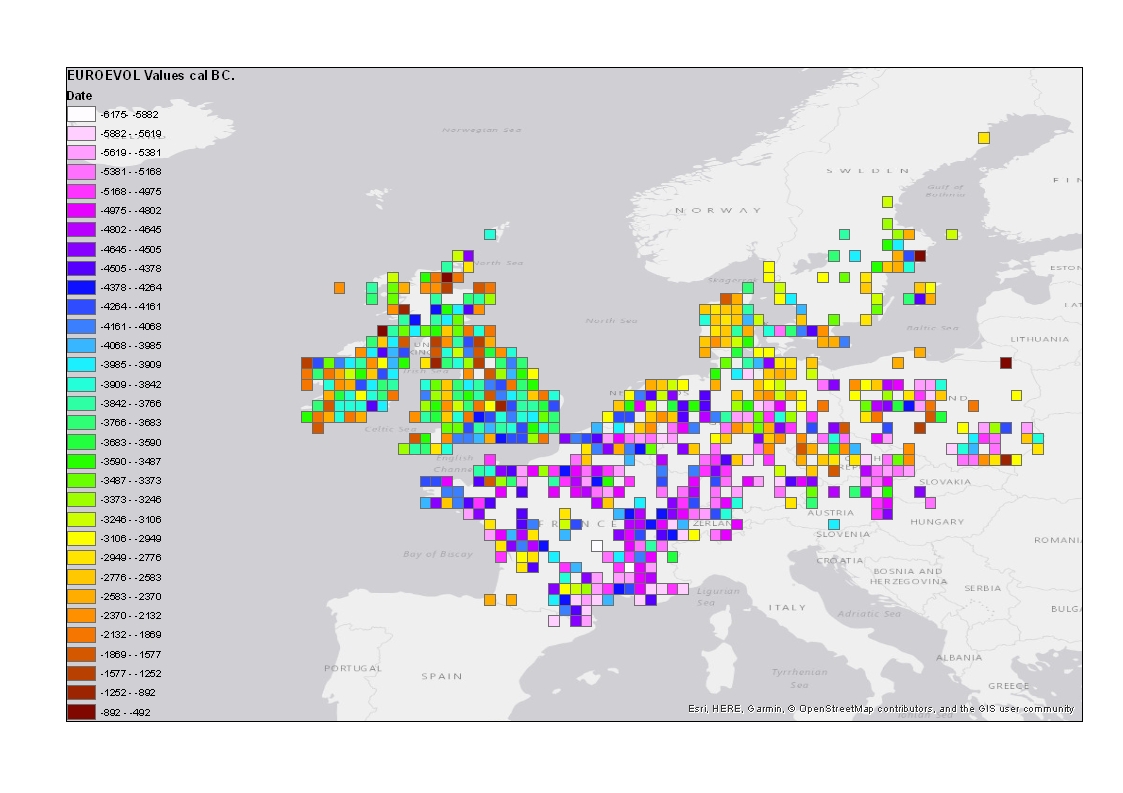 EUROEVOL Values cal BC.
Date
-6175 - -5882
-5882 - -5619
-5619 - -5381
-5381 - -5168
-5168 - -4975
-4975 - -4802
-4802 - -4645
-4645 - -4505
-4505 - -4378
-4378 - -4264
-4264 - -4161
-4161 - -4068
-4068 - -3985
-3985 - -3909
-3909 - -3842
-3842 - -3766
-3766 - -3683
-3683 - -3590
-3590 - -3487
-3487 - -3373
-3373 - -3246
-3246 - -3106
-3106 - -2949
-2949 - -2776
-2776 - -2583
-2583 - -2370
-2370 - -2132
-2132 - -1869
-1869 - -1577
-1577 - -1252
-1252 - -892
-892 - -492
Norwegian Sea
SWEDEN
Gulf of
Bothnia
NORWAY
North Sea
Skagerrak
North Sea
Baltic Sea
LITHUANIA
Celtic Sea
English
Channel
SLOVAKIA
AUSTRIA
HUNGARY
FRANCE
SLOVENIA
CROATIA
Bay of Biscay
BOSNIA AND
HERZEGOVINA
SERBIA
Ligurian
Sea
ITALY
Adriatic Sea
PORTUGAL
SPAIN
Tyrrhenian
Sea
ALBANIA
GREECE
Ionian Sea
Esri, HERE, Garmin, © OpenStreetMap contributors, and the GIS user community